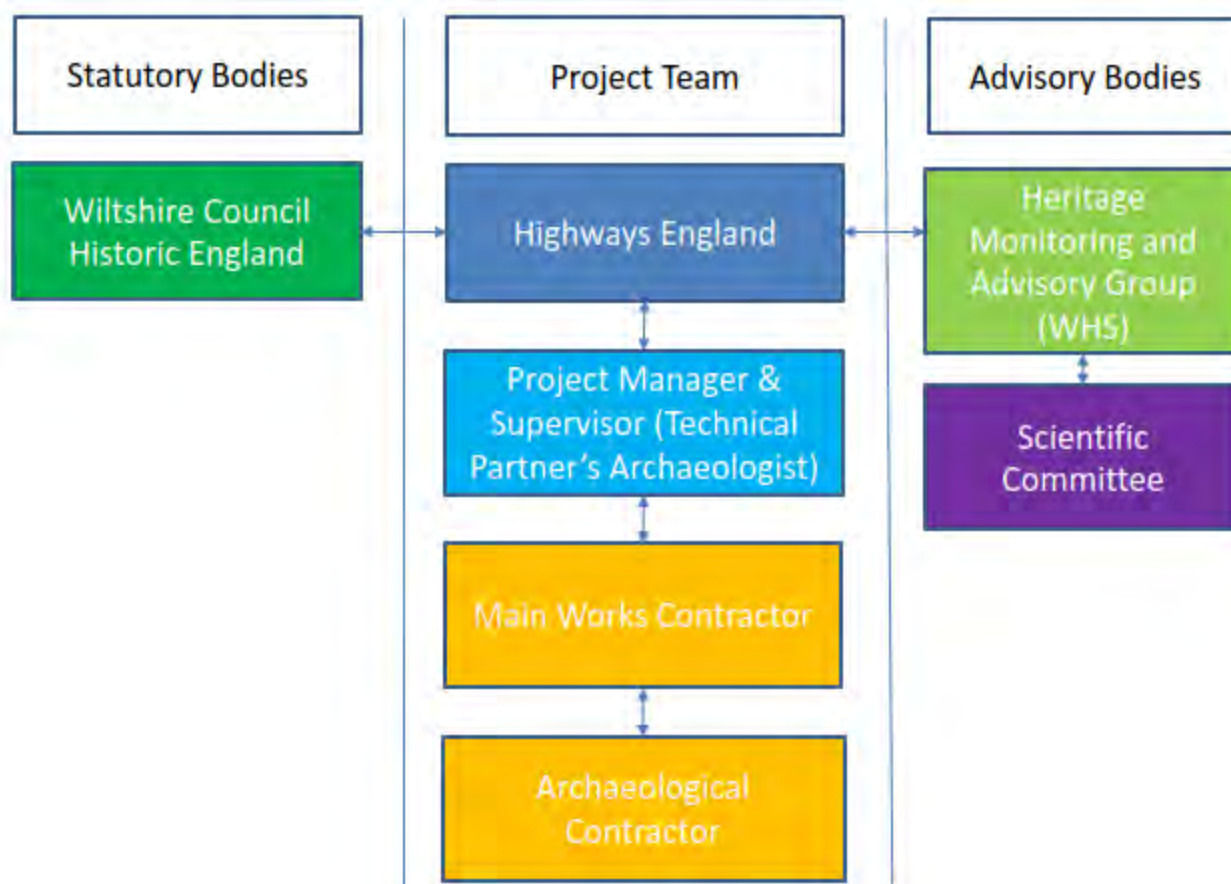 Statutory Bodies
Project Team
Advisory Bodies
Wiltshire Council
Historic England
Highways England
Heritage
Monitoring and
Advisory Group
(WHS)
Project Manager &
Supervisor (Technical
Partner's Archaeologist)
Scientific
Committee
Main Works Contractor
Archaeological
Contractor